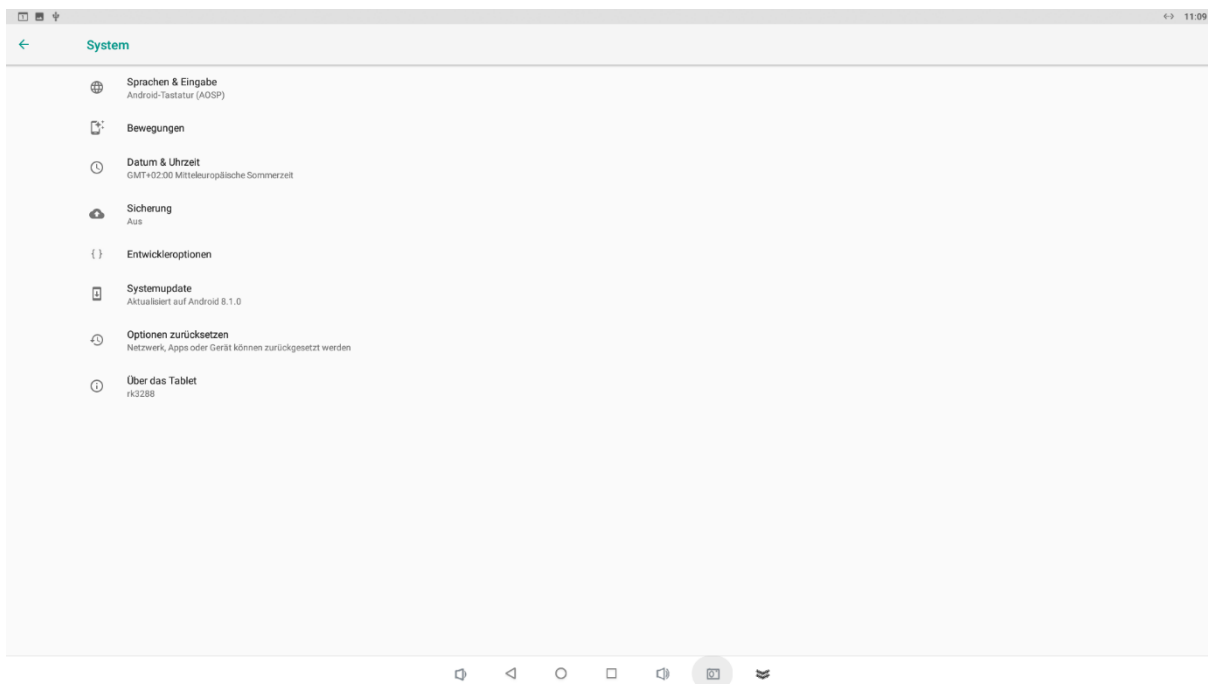 11:09
System
Sprachen & Eingabe
Android-Tastatur (AOSP)
Bewegungen
Datum & Uhrzeit
GMT+02:00 Mitteleuropäische Sommerzeit
Sicherung
Aus
{ } Entwickleroptionen
Systemupdate
Aktualisiert auf Android 8.1.0
Optionen zurücksetzen
Netzwerk, Apps oder Gerät können zurückgesetzt werden
Über das Tablet
rk3288